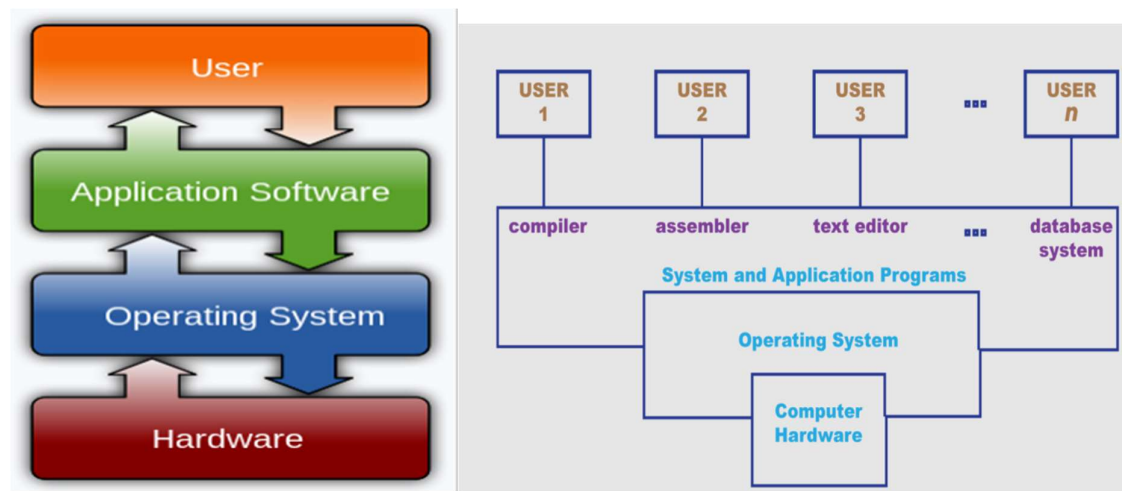 User
Application Software
Operating System
Hardware
USER
1
USER
2
USER
3
...
USER
n
compiler
assembler
text editor
...
database
system
System and Application Programs
Operating System
Computer
Hardware